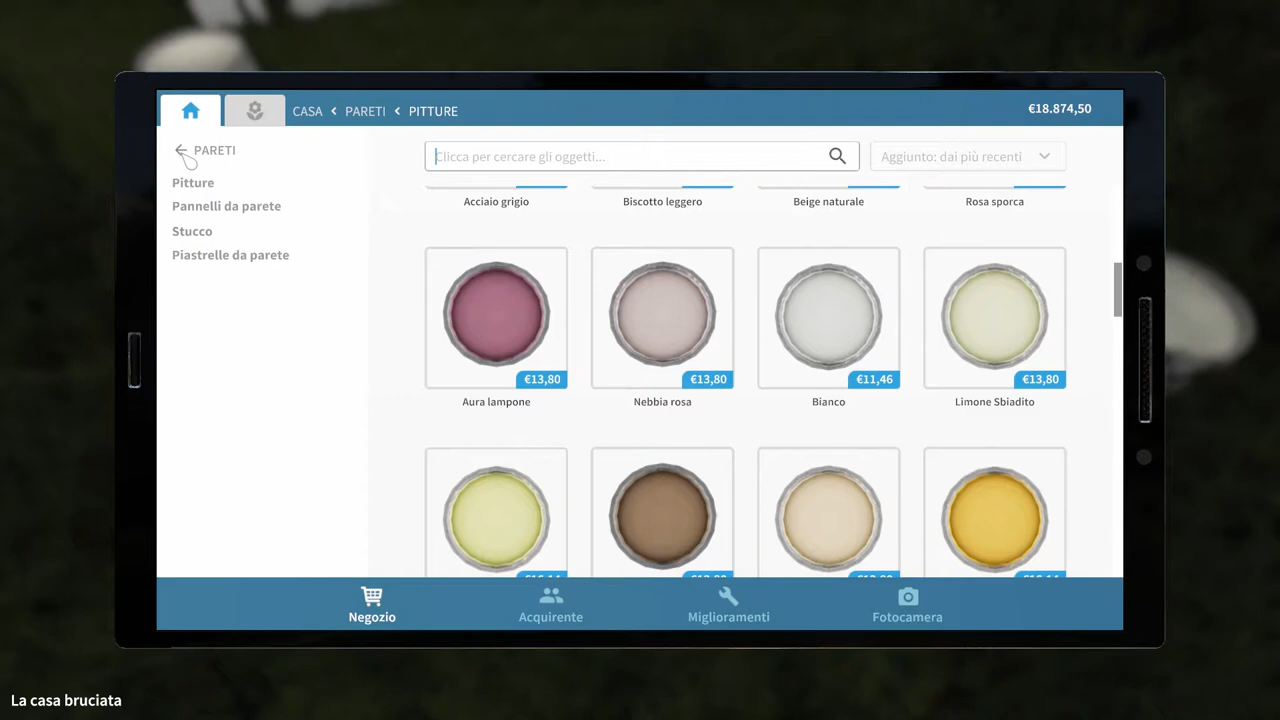 CASA < PARETI < PITTURE
€18.874,50
PARETI
Pitture
Pannelli da parete
Stucco
Piastrelle da parete
Clicca per cercare gli oggetti...
Aggiunto: dai più recenti
Acciaio grigio
Biscotto leggero
Beige naturale
Rosa sporca
€13,80
€13,80
€11,46
€13,80
Aura lampone
Nebbia rosa
Bianco
Limone Sbiadito
Negozio
Acquirente
Miglioramenti
Fotocamera
La casa bruciata